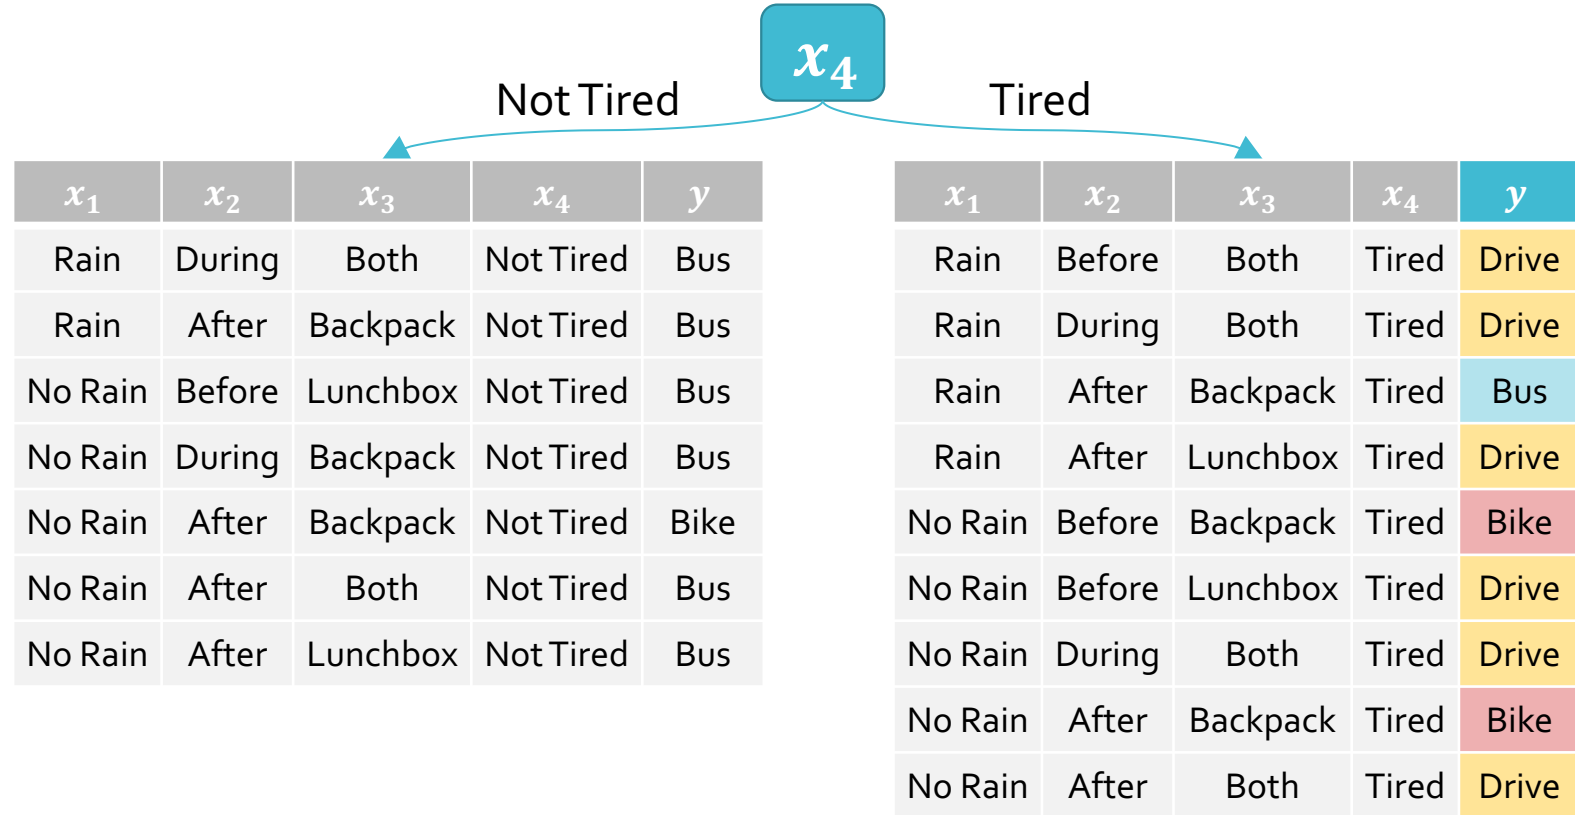 x₄
Not Tired
Tired
x₁ x₂ x₃ x₄ y
Rain During Both Not Tired Bus
Rain After Backpack Not Tired Bus
No Rain Before Lunchbox Not Tired Bus
No Rain During Backpack Not Tired Bus
No Rain After Backpack Not Tired Bike
No Rain After Both Not Tired Bus
No Rain After Lunchbox Not Tired Bus
x₁ x₂ x₃ x₄ y
Rain Before Both Tired Drive
Rain During Both Tired Drive
Rain After Backpack Tired Bus
Rain After Lunchbox Tired Drive
No Rain Before Backpack Tired Bike
No Rain Before Lunchbox Tired Drive
No Rain During Both Tired Drive
No Rain After Backpack Tired Bike
No Rain After Both Tired Drive